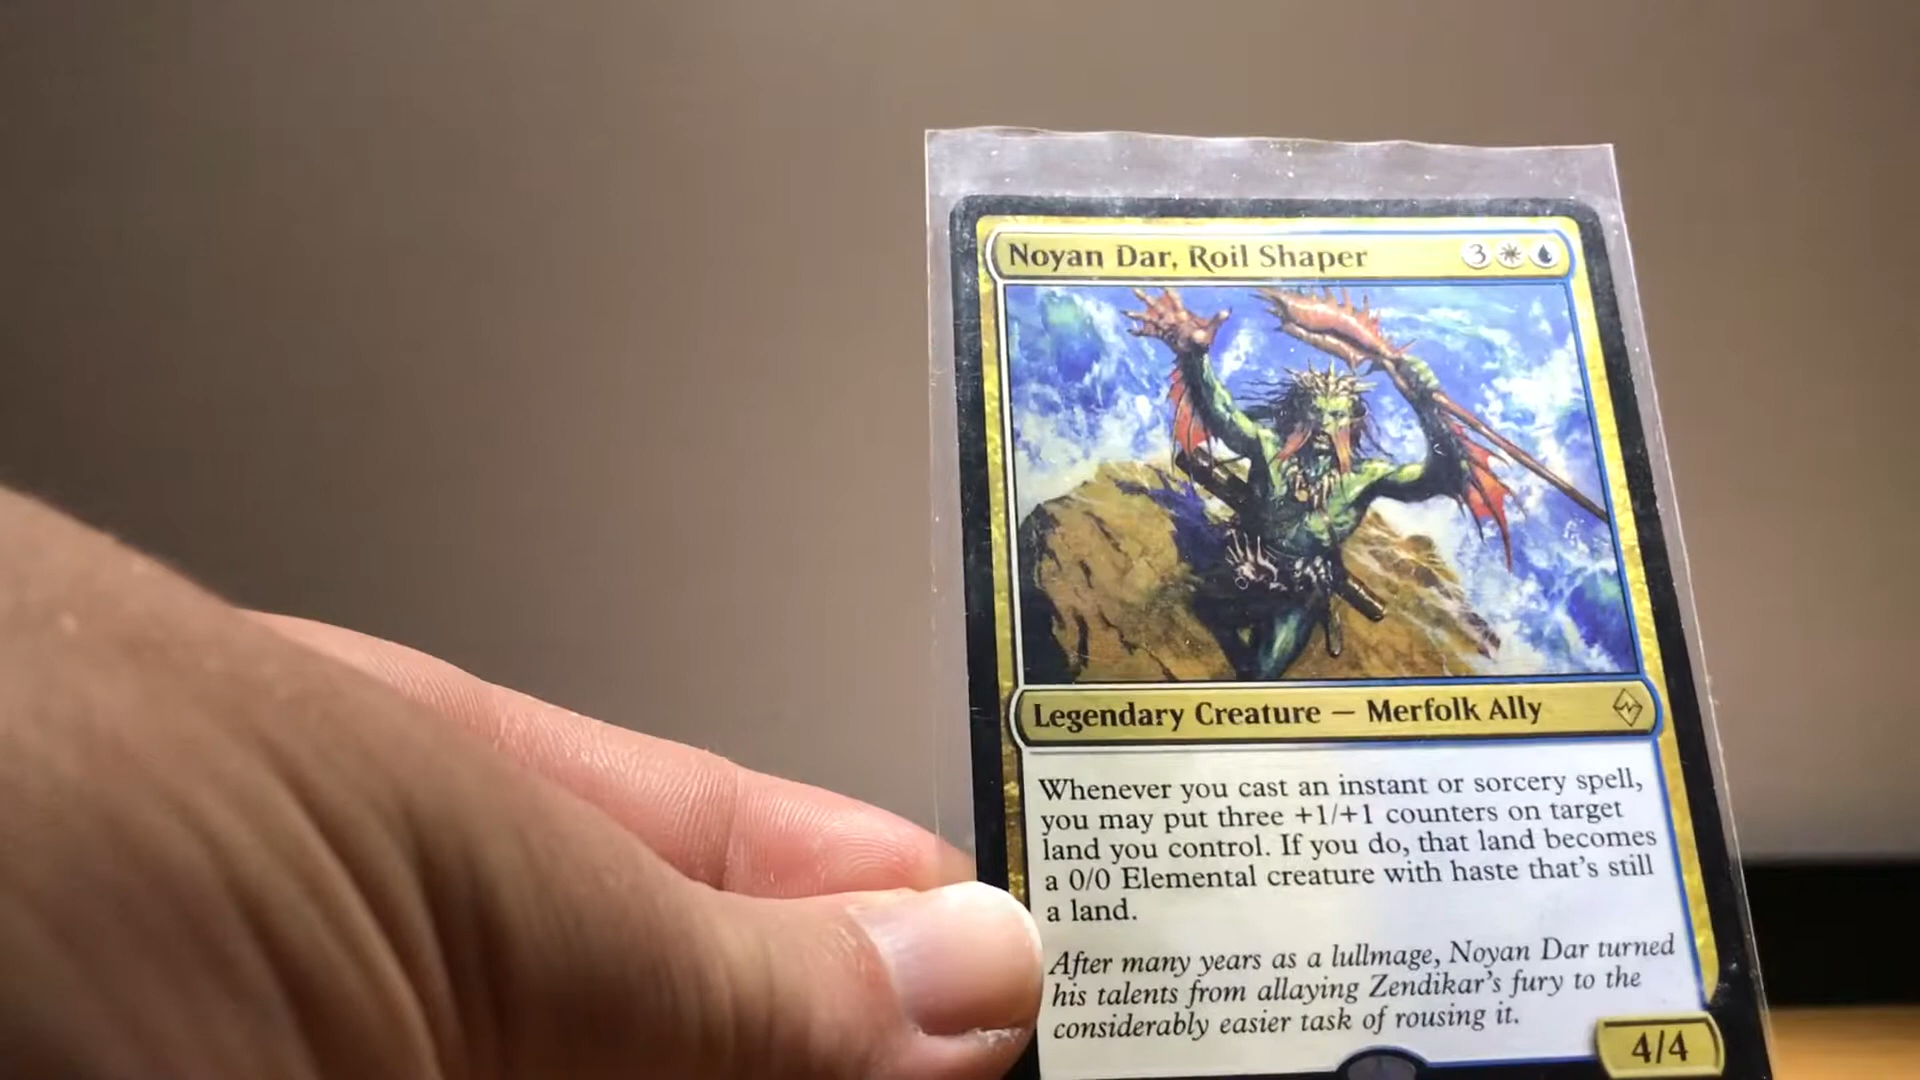 Noyan Dar, Roil Shaper 3
Legendary Creature — Merfolk Ally
Whenever you cast an instant or sorcery spell,
you may put three +1/+1 counters on target
land you control. If you do, that land becomes
a 0/0 Elemental creature with haste that's still
a land.
After many years as a lullmage, Noyan Dar turned
his talents from allaying Zendikar's fury to the
considerably easier task of rousing it.
4/4